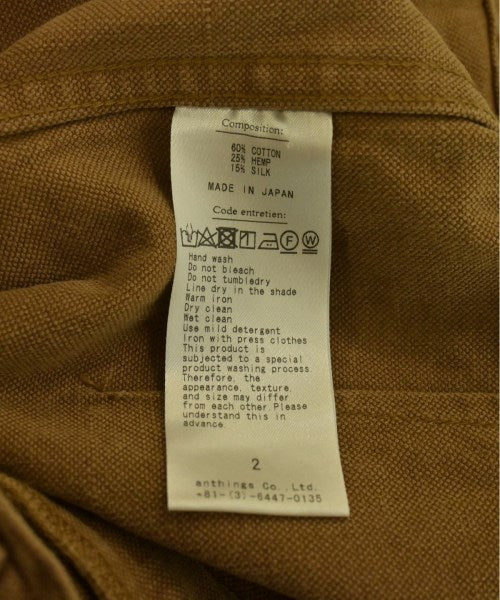 Composition:
60% COTTON
25% HEMP
15% SILK
MADE IN JAPAN
Code entretien:
F W
Hand wash
Do not bleach
Do not tumbledry
Line dry in the shade
Warm iron
Dry clean
Wet clean
Use mild detergent
Iron with press clothes
This product is
subjected to a special
product washing process.
Therefore, the
appearance, texture,
and size may differ
from each other.Please
understand this in
advance.
2
anthings Co.,Ltd.
+81-(3)-6447-0135